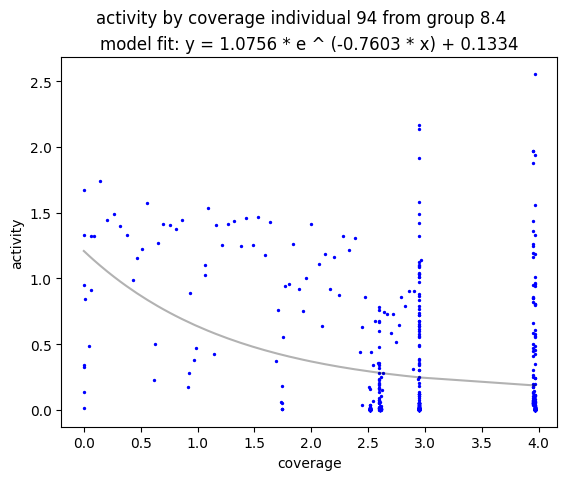 activity by coverage individual 94 from group 8.4
model fit: y = 1.0756 * e ^ (-0.7603 * x) + 0.1334
2.5
2.0
1.5
activity
1.0
0.5
0.0
0.0 0.5 1.0 1.5 2.0 2.5 3.0 3.5 4.0
coverage